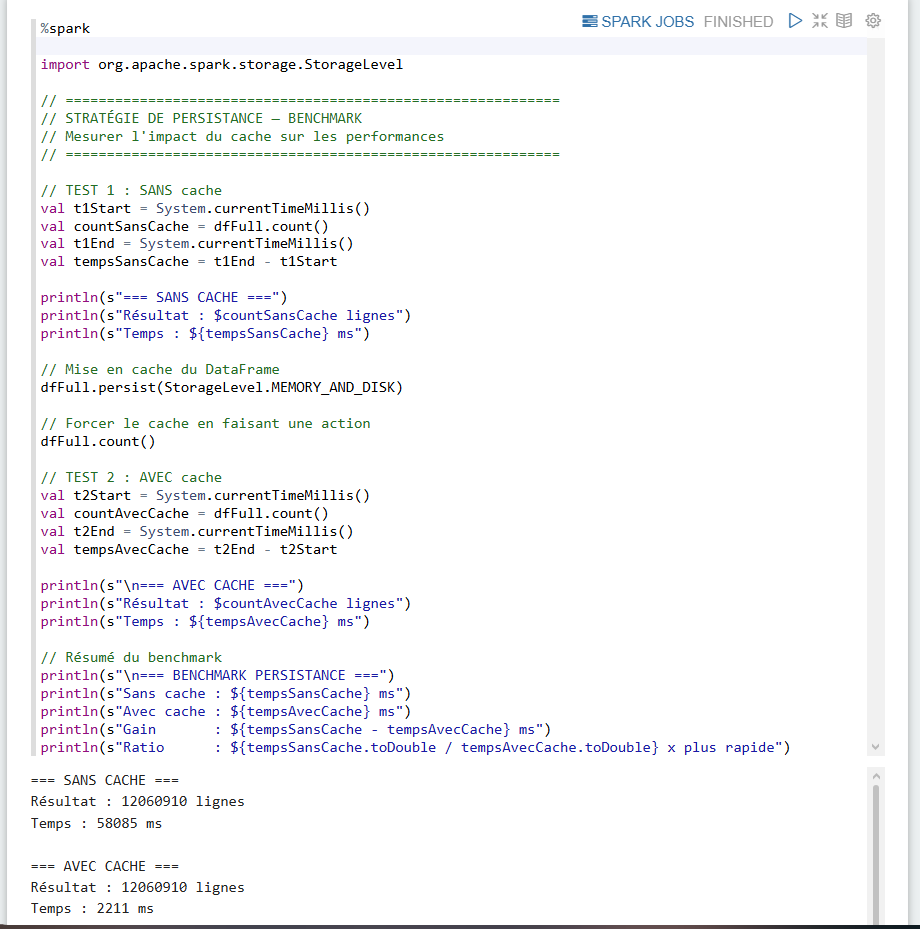 %spark
SPARK JOBS FINISHED
import org.apache.spark.storage.StorageLevel
// ============================================================
// STRATÉGIE DE PERSISTANCE — BENCHMARK
// Mesurer l'impact du cache sur les performances
// ============================================================
// TEST 1 : SANS cache
val t1Start = System.currentTimeMillis()
val countSansCache = dfFull.count()
val t1End = System.currentTimeMillis()
val tempsSansCache = t1End - t1Start
println(s"=== SANS CACHE ===")
println(s"Résultat : $countSansCache lignes")
println(s"Temps : ${tempsSansCache} ms")
// Mise en cache du DataFrame
dfFull.persist(StorageLevel.MEMORY_AND_DISK)
// Forcer le cache en faisant une action
dfFull.count()
// TEST 2 : AVEC cache
val t2Start = System.currentTimeMillis()
val countAvecCache = dfFull.count()
val t2End = System.currentTimeMillis()
val tempsAvecCache = t2End - t2Start
println(s"\n=== AVEC CACHE ===")
println(s"Résultat : $countAvecCache lignes")
println(s"Temps : ${tempsAvecCache} ms")
// Résumé du benchmark
println(s"\n=== BENCHMARK PERSISTANCE ===")
println(s"Sans cache : ${tempsSansCache} ms")
println(s"Avec cache : ${tempsAvecCache} ms")
println(s"Gain       : ${tempsSansCache - tempsAvecCache} ms")
println(s"Ratio      : ${tempsSansCache.toDouble / tempsAvecCache.toDouble} x plus rapide")
=== SANS CACHE ===
Résultat : 12060910 lignes
Temps : 58085 ms
=== AVEC CACHE ===
Résultat : 12060910 lignes
Temps : 2211 ms